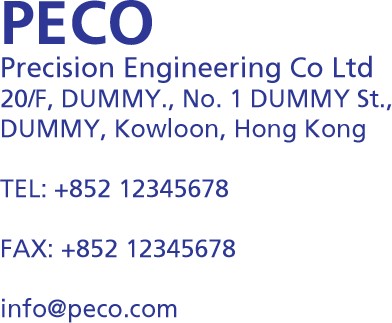 PECO
Precision Engineering Co Ltd
20/F, DUMMY., No. 1 DUMMY St.,
DUMMY, Kowloon, Hong Kong
TEL: +852 12345678
FAX: +852 12345678
info@peco.com